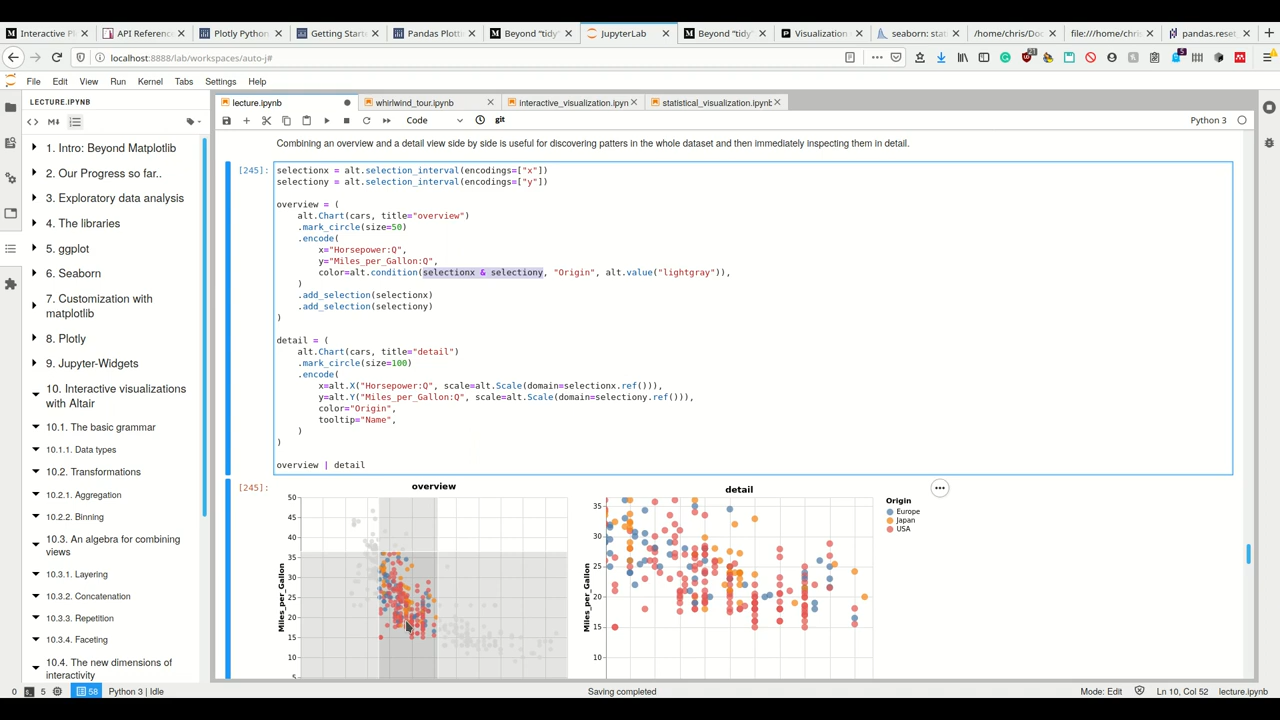 Interactive Pl
API Reference
Plotly Python
Getting Starte
Pandas Plotti
Beyond “tidy”
JupyterLab
Beyond “tidy”
Visualization
seaborn: stat
/home/chris/Doc
file:///home/chris
pandas.reset_
localhost:8888/lab/workspaces/auto-j#
File Edit View Run Kernel Tabs Settings Help
LECTURE.IPYNB
lecture.ipynb
whirlwind_tour.ipynb
interactive_visualization.ipyn
statistical_visualization.ipynb
Code
git
Python 3
1. Intro: Beyond Matplotlib
2. Our Progress so far..
3. Exploratory data analysis
4. The libraries
5. ggplot
6. Seaborn
7. Customization with
matplotlib
8. Plotly
9. Jupyter-Widgets
10. Interactive visualizations
with Altair
10.1. The basic grammar
10.1.1. Data types
10.2. Transformations
10.2.1. Aggregation
10.2.2. Binning
10.3. An algebra for combining
views
10.3.1. Layering
10.3.2. Concatenation
10.3.3. Repetition
10.3.4. Faceting
10.4. The new dimensions of
interactivity
Combining an overview and a detail view side by side is useful for discovering patters in the whole dataset and then immediately inspecting them in detail.
[245]:
selectionx = alt.selection_interval(encodings=["x"])
selectiony = alt.selection_interval(encodings=["y"])
overview = (
alt.Chart(cars, title="overview")
.mark_circle(size=50)
.encode(
x="Horsepower:Q",
y="Miles_per_Gallon:Q",
color=alt.condition(selectionx & selectiony, "Origin", alt.value("lightgray")),
)
.add_selection(selectionx)
.add_selection(selectiony)
)
detail = (
alt.Chart(cars, title="detail")
.mark_circle(size=100)
.encode(
x=alt.X("Horsepower:Q", scale=alt.Scale(domain=selectionx.ref())),
y=alt.Y("Miles_per_Gallon:Q", scale=alt.Scale(domain=selectiony.ref())),
color="Origin",
tooltip="Name",
)
)
overview | detail
[245]:
overview
50
45
40
35
30
25
20
15
10
5
Miles_per_Gallon
detail
35
30
25
20
15
10
Miles_per_Gallon
Origin
Europe
Japan
USA
0
5
58
Python 3 | Idle
Saving completed
Mode: Edit
Ln 10, Col 52
lecture.ipynb